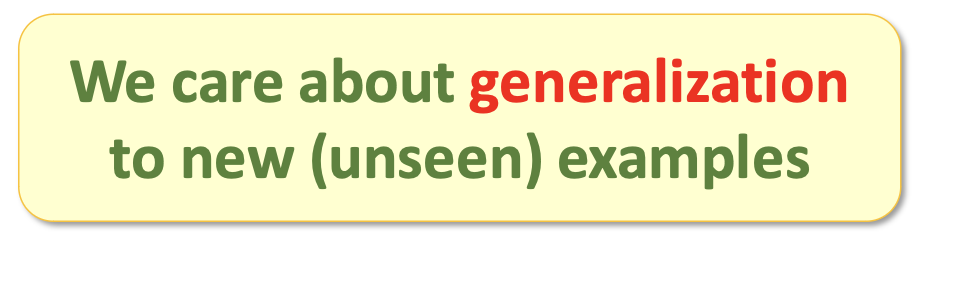 We care about generalization
to new (unseen) examples